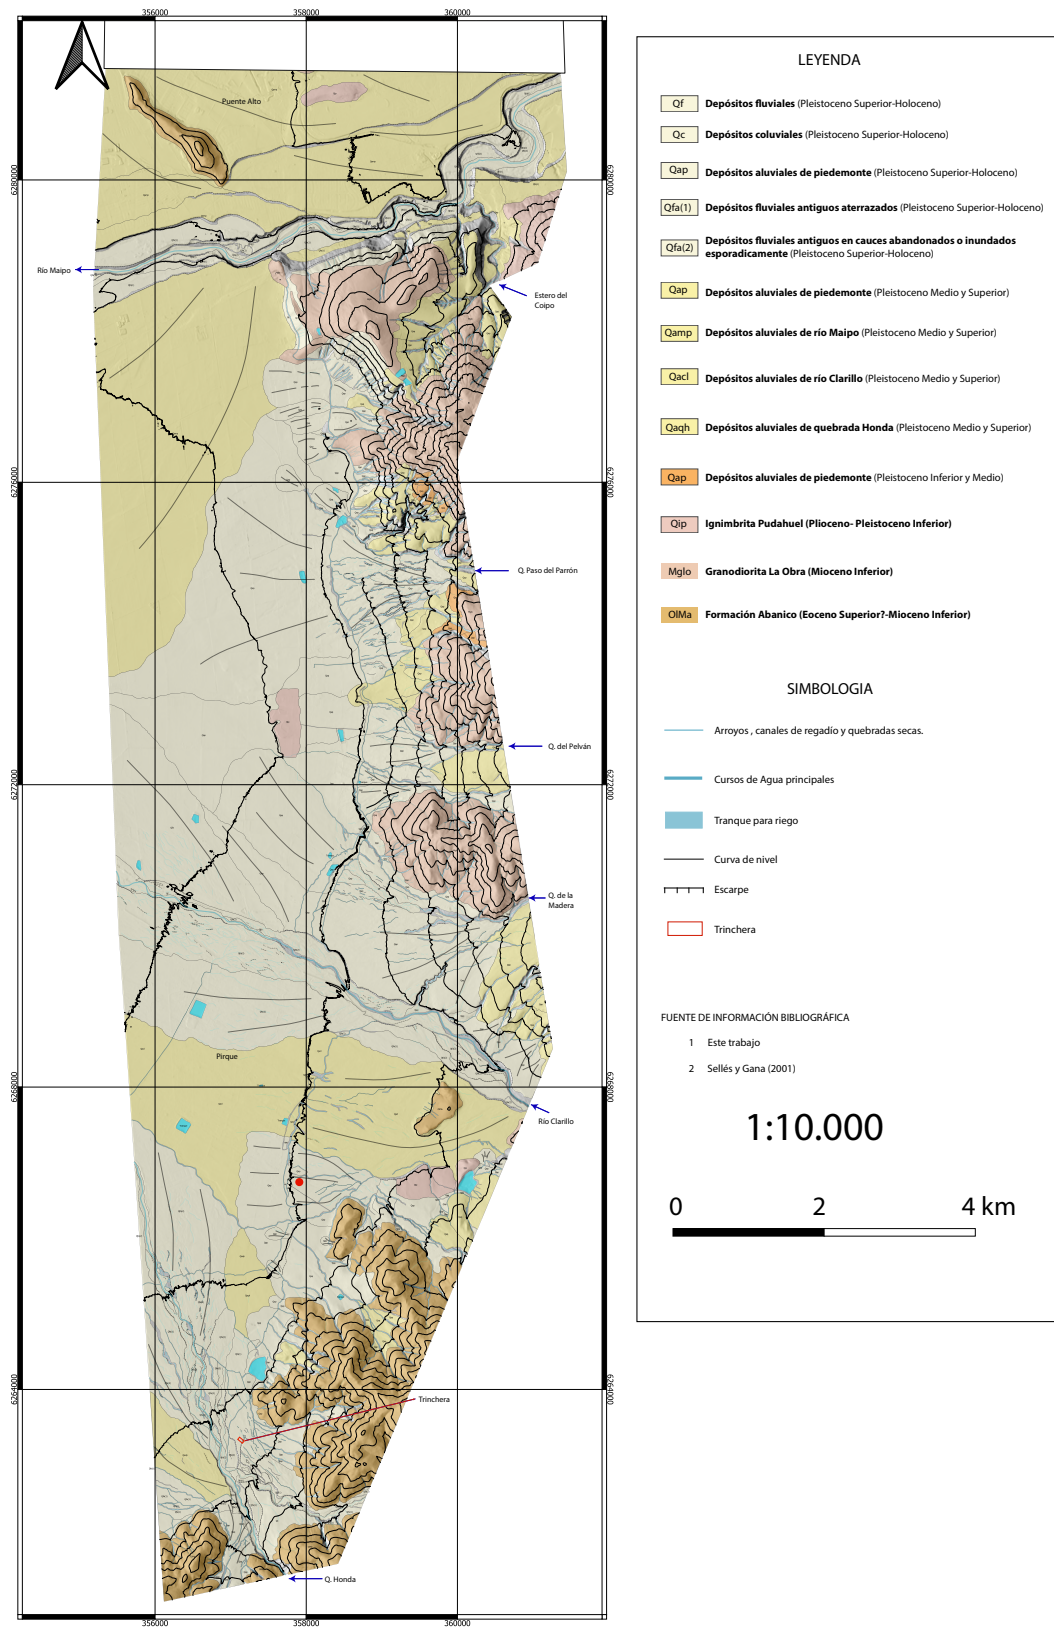 356000
358000
360000
Puente Alto
6280000
6280000
Río Maipo
Estero del
Coipo
6276000
6276000
Q. Paso del Parrón
Q. del Pelván
6272000
6272000
Q. de la
Madera
Pirque
6268000
6268000
Río Clarillo
6264000
6264000
Trinchera
Q. Honda
356000
358000
360000
LEYENDA
Qf Depósitos fluviales (Pleistoceno Superior-Holoceno)
Qc Depósitos coluviales (Pleistoceno Superior-Holoceno)
Qap Depósitos aluviales de piedemonte (Pleistoceno Superior-Holoceno)
Qfa(1) Depósitos fluviales antiguos aterrazados (Pleistoceno Superior-Holoceno)
Qfa(2) Depósitos fluviales antiguos en cauces abandonados o inundados
esporadicamente (Pleistoceno Superior-Holoceno)
Qap Depósitos aluviales de piedemonte (Pleistoceno Medio y Superior)
Qamp Depósitos aluviales de río Maipo (Pleistoceno Medio y Superior)
Qacl Depósitos aluviales de río Clarillo (Pleistoceno Medio y Superior)
Qaqh Depósitos aluviales de quebrada Honda (Pleistoceno Medio y Superior)
Qap Depósitos aluviales de piedemonte (Pleistoceno Inferior y Medio)
Qip Ignimbrita Pudahuel (Plioceno- Pleistoceno Inferior)
Mglo Granodiorita La Obra (Mioceno Inferior)
OlMa Formación Abanico (Eoceno Superior?-Mioceno Inferior)
SIMBOLOGIA
Arroyos , canales de regadío y quebradas secas.
Cursos de Agua principales
Tranque para riego
Curva de nivel
Escarpe
Trinchera
FUENTE DE INFORMACIÓN BIBLIOGRÁFICA
1 Este trabajo
2 Sellés y Gana (2001)
1:10.000
0 2 4 km